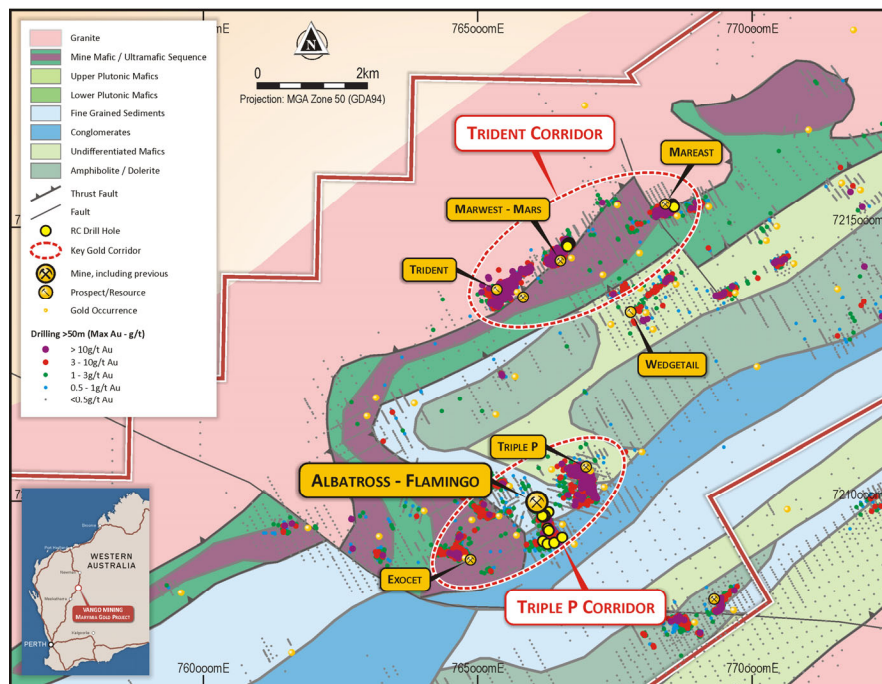 765000mE
770000mE
Granite
Mine Mafic / Ultramafic Sequence
Upper Plutonic Mafics
Lower Plutonic Mafics
Fine Grained Sediments
Conglomerates
Undifferentiated Mafics
Amphibolite / Dolerite
Thrust Fault
Fault
RC Drill Hole
Key Gold Corridor
Mine, including previous
Prospect/Resource
Gold Occurrence
Drilling >50m (Max Au - g/t)
> 10g/t Au
3 - 10g/t Au
1 - 3g/t Au
0.5 - 1g/t Au
<0.5g/t Au
N
0 2km
Projection: MGA Zone 50 (GDA94)
TRIDENT CORRIDOR
MAREAST
MARWEST - MARS
7215000mN
TRIDENT
WEDGETAIL
TRIPLE P
ALBATROSS - FLAMINGO
7210000mN
EXOCET
TRIPLE P CORRIDOR
WESTERN
AUSTRALIA
VANGO MINING
MARYMIA GOLD PROJECT
Kalgoorlie
PERTH
760000mE
765000mE
770000mE